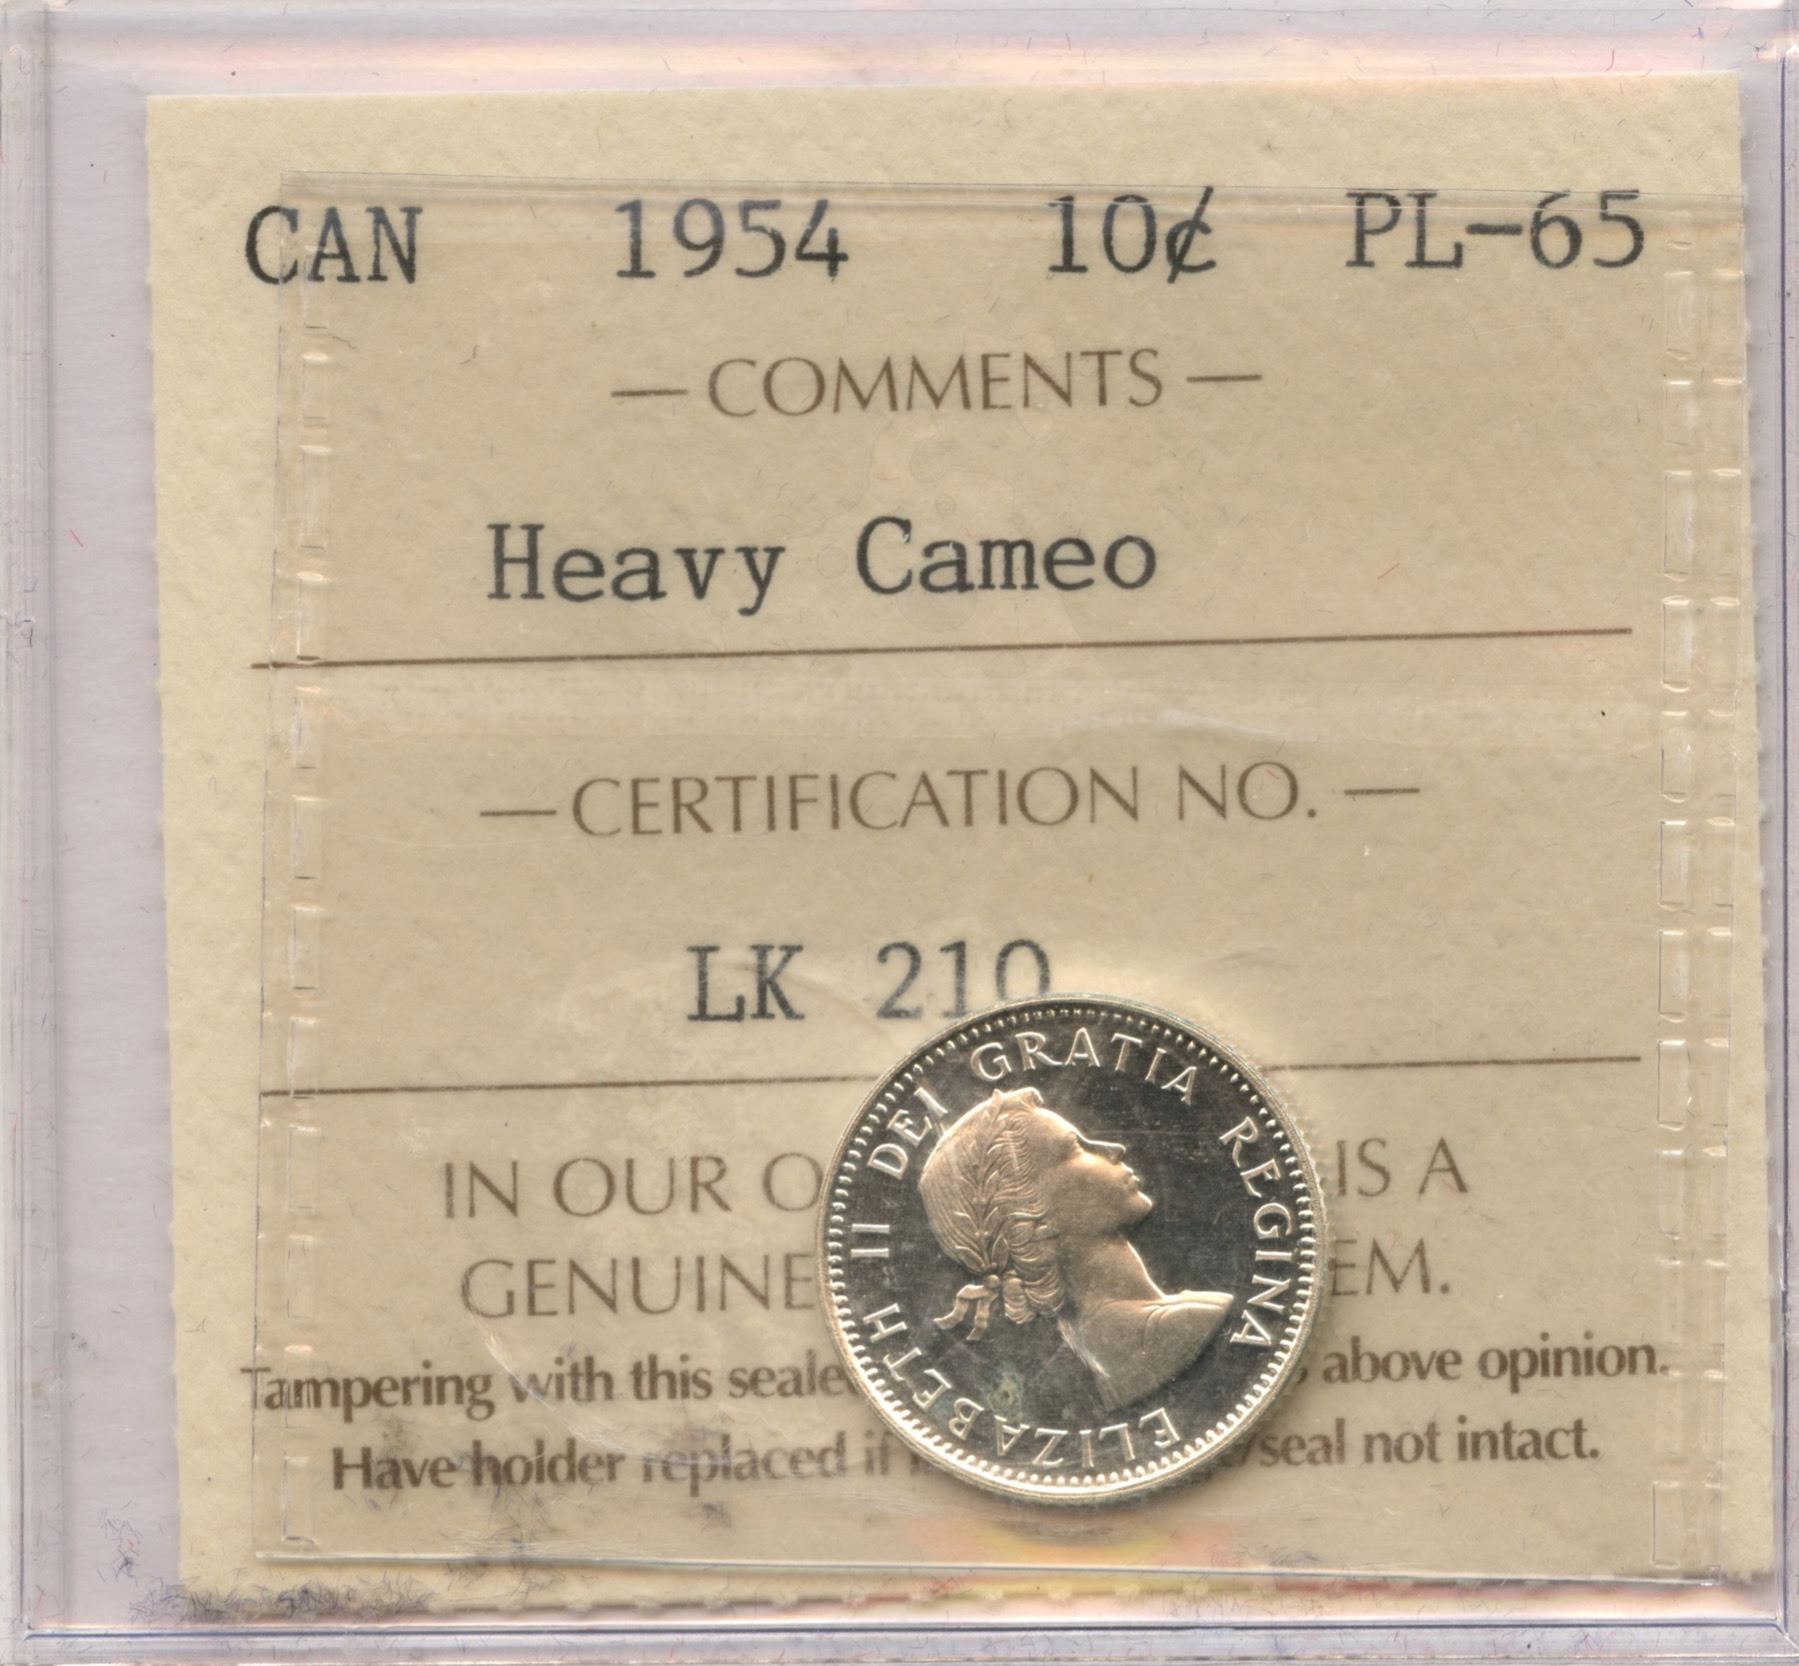 CAN 1954 10¢ PL-65
— COMMENTS —
Heavy Cameo
— CERTIFICATION NO. —
LK 210
IN OUR O IS A
GENUINE EM.
Tampering with this seale , above opinion.
Have holder replaced if /seal not intact.
ELIZABETH II DEI GRATIA REGINA